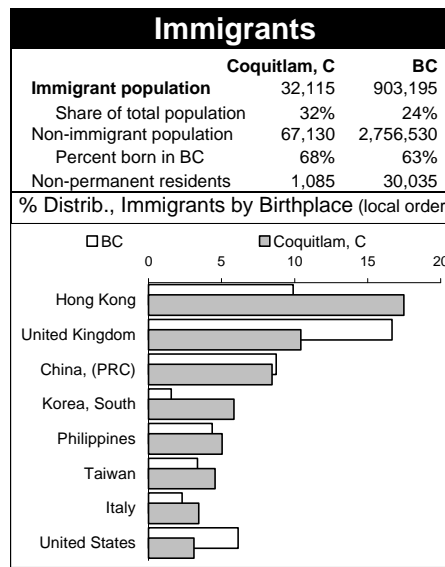 Immigrants
Coquitlam, C BC
Immigrant population 32,115 903,195
Share of total population 32% 24%
Non-immigrant population 67,130 2,756,530
Percent born in BC 68% 63%
Non-permanent residents 1,085 30,035
% Distrib., Immigrants by Birthplace (local order
BC Coquitlam, C
0 5 10 15 20
Hong Kong
United Kingdom
China, (PRC)
Korea, South
Philippines
Taiwan
Italy
United States